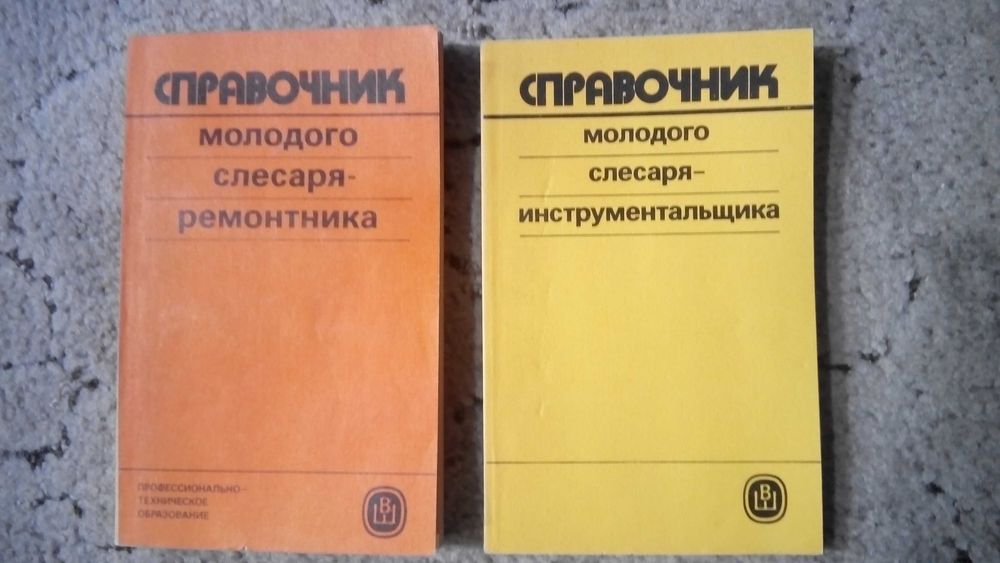 СПРАВОЧНИК
молодого
слесаря-
ремонтника
ПРОФЕССИОНАЛЬНО-
ТЕХНИЧЕСКОЕ
ОБРАЗОВАНИЕ
ВШ
СПРАВОЧНИК
молодого
слесаря-
инструментальщика
ВШ